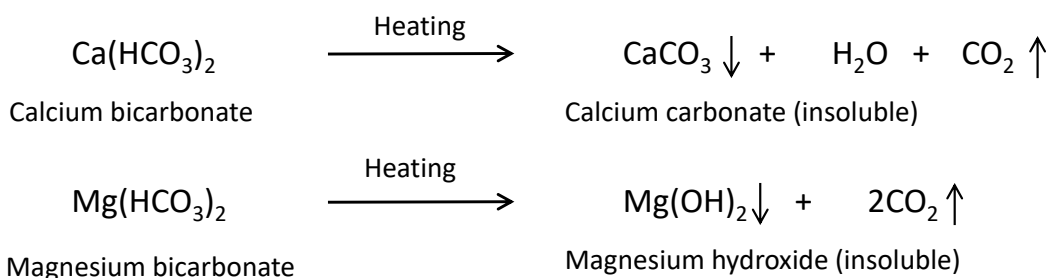 Heating
Ca(HCO₃)₂ ⟶ CaCO₃ ↓ + H₂O + CO₂ ↑
Calcium bicarbonate Calcium carbonate (insoluble)
Heating
Mg(HCO₃)₂ ⟶ Mg(OH)₂ ↓ + 2CO₂ ↑
Magnesium bicarbonate Magnesium hydroxide (insoluble)